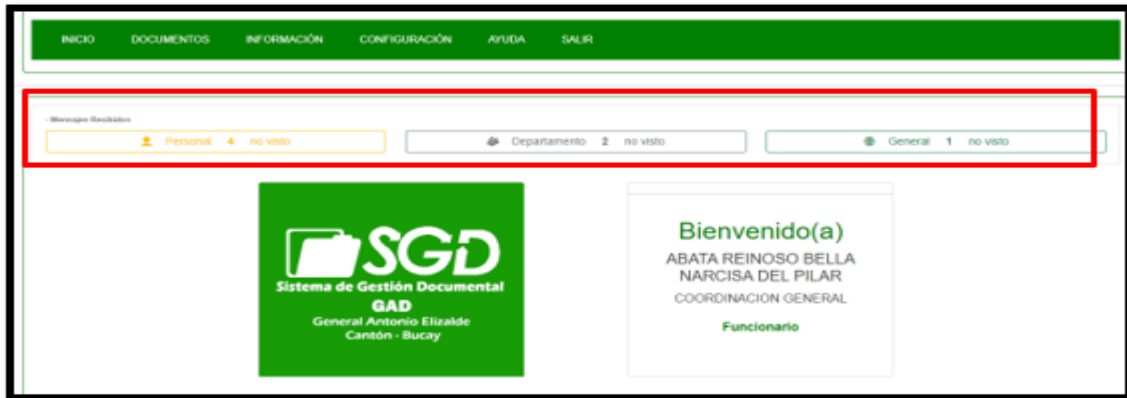 INICIO DOCUMENTOS INFORMACIÓN CONFIGURACIÓN AYUDA SALIR
- Mensajes Recibidos
Personal 4 no visto Departamento 2 no visto General 1 no visto
SGD
Sistema de Gestión Documental
GAD
General Antonio Elizalde
Cantón - Bucay
Bienvenido(a)
ABATA REINOSO BELLA
NARCISA DEL PILAR
COORDINACION GENERAL
Funcionario